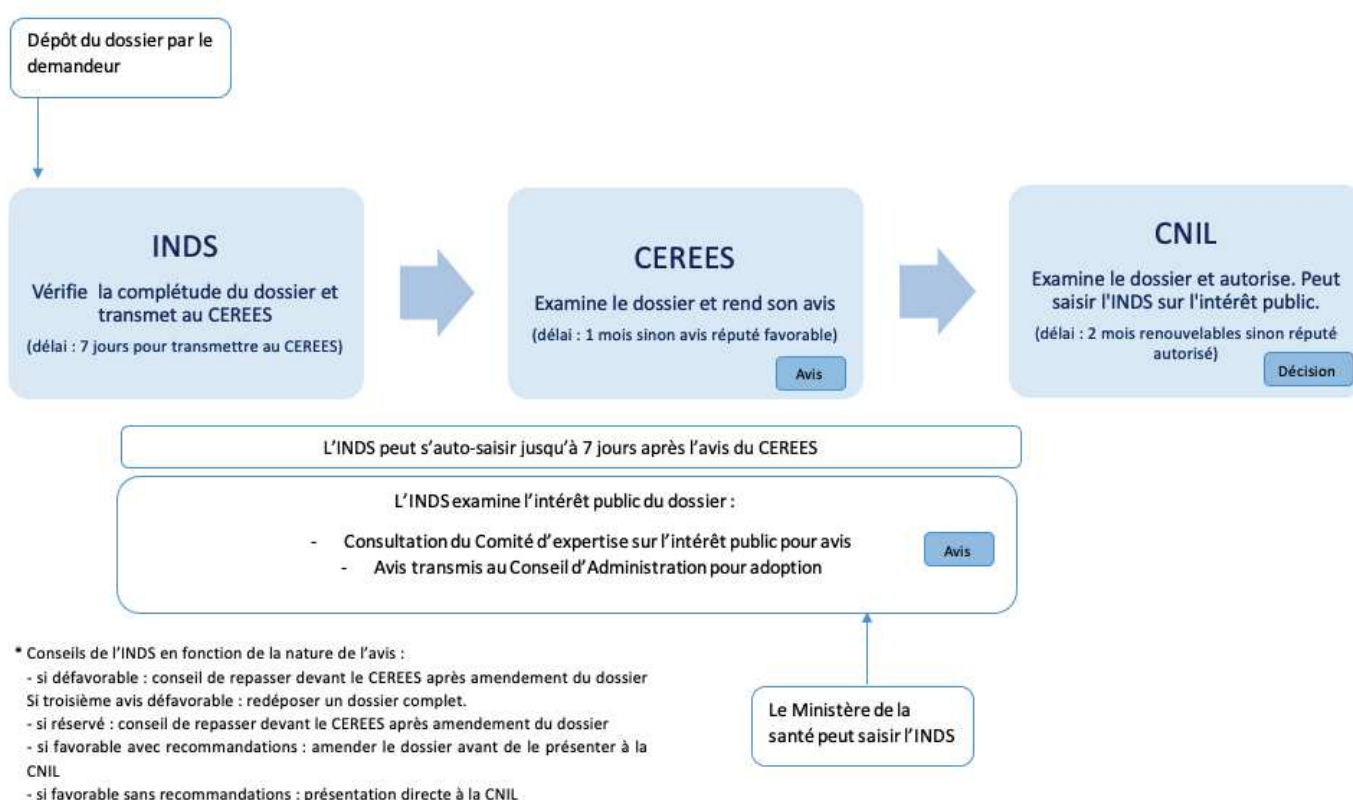 Dépôt du dossier par le
demandeur
INDS
Vérifie la complétude du dossier et
transmet au CEREES
(délai : 7 jours pour transmettre au CEREES)
CEREES
Examine le dossier et rend son avis
(délai : 1 mois sinon avis réputé favorable)
Avis
CNIL
Examine le dossier et autorise. Peut
saisir l'INDS sur l'intérêt public.
(délai : 2 mois renouvelables sinon réputé
autorisé)
Décision
L'INDS peut s'auto-saisir jusqu'à 7 jours après l'avis du CEREES
L'INDS examine l'intérêt public du dossier :
- Consultation du Comité d'expertise sur l'intérêt public pour avis
- Avis transmis au Conseil d'Administration pour adoption
Avis
* Conseils de l'INDS en fonction de la nature de l'avis :
- si défavorable : conseil de repasser devant le CEREES après amendement du dossier
Si troisième avis défavorable : redéposer un dossier complet.
- si réservé : conseil de repasser devant le CEREES après amendement du dossier
- si favorable avec recommandations : amender le dossier avant de le présenter à la
CNIL
- si favorable sans recommandations : présentation directe à la CNIL
Le Ministère de la
santé peut saisir l'INDS